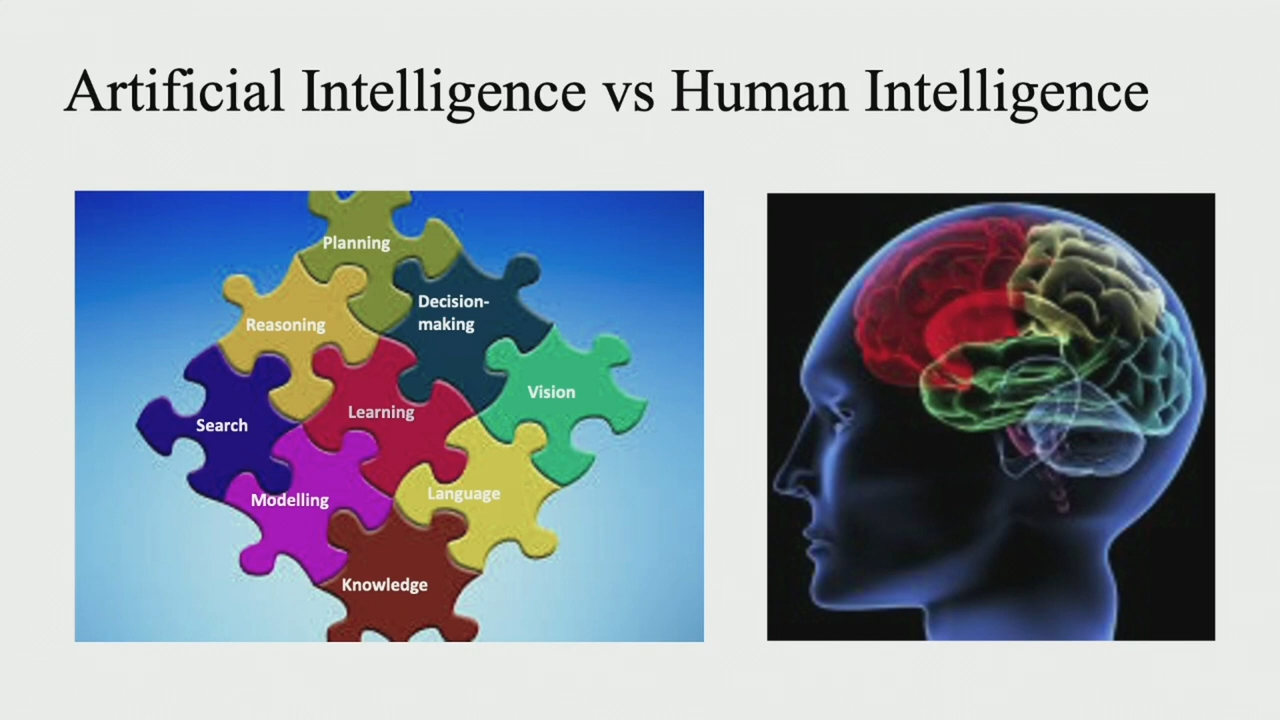 Artificial Intelligence vs Human Intelligence
Planning
Decision-
making
Reasoning
Vision
Learning
Search
Language
Modelling
Knowledge